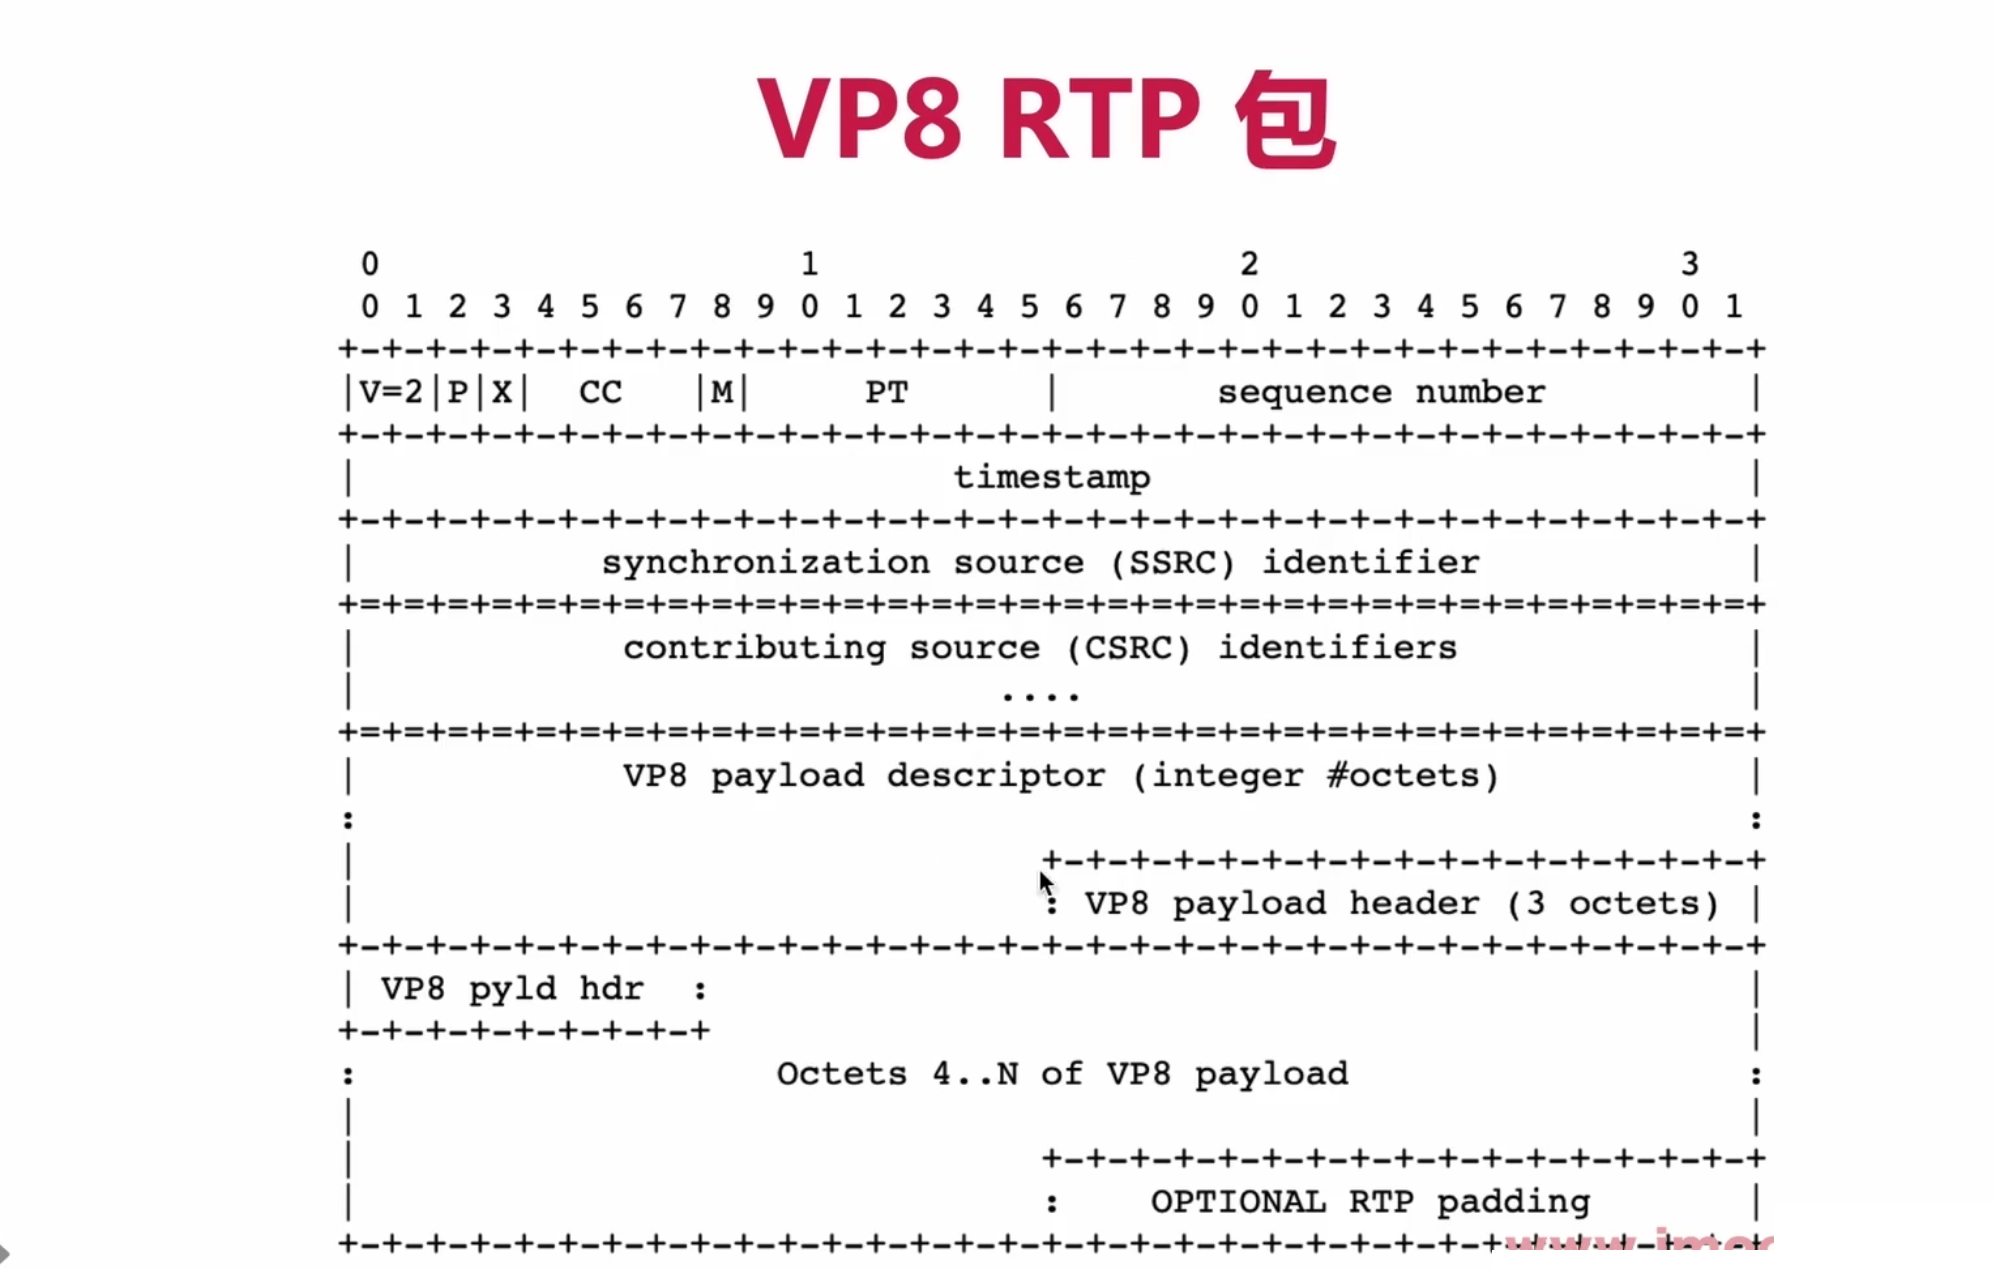 VP8 RTP 包
0                   1                   2                   3
0 1 2 3 4 5 6 7 8 9 0 1 2 3 4 5 6 7 8 9 0 1 2 3 4 5 6 7 8 9 0 1
+-+-+-+-+-+-+-+-+-+-+-+-+-+-+-+-+-+-+-+-+-+-+-+-+-+-+-+-+-+-+-+-+
|V=2|P|X|  CC   |M|     PT      |       sequence number         |
+-+-+-+-+-+-+-+-+-+-+-+-+-+-+-+-+-+-+-+-+-+-+-+-+-+-+-+-+-+-+-+-+
|                           timestamp                           |
+-+-+-+-+-+-+-+-+-+-+-+-+-+-+-+-+-+-+-+-+-+-+-+-+-+-+-+-+-+-+-+-+
|           synchronization source (SSRC) identifier            |
+=+=+=+=+=+=+=+=+=+=+=+=+=+=+=+=+=+=+=+=+=+=+=+=+=+=+=+=+=+=+=+=+
|            contributing source (CSRC) identifiers             |
|                             ....                              |
+=+=+=+=+=+=+=+=+=+=+=+=+=+=+=+=+=+=+=+=+=+=+=+=+=+=+=+=+=+=+=+=+
|            VP8 payload descriptor (integer #octets)           |
:                                                               :
|                               +-+-+-+-+-+-+-+-+-+-+-+-+-+-+-+-+
|                               : VP8 payload header (3 octets) |
+-+-+-+-+-+-+-+-+-+-+-+-+-+-+-+-+-+-+-+-+-+-+-+-+-+-+-+-+-+-+-+-+
| VP8 pyld hdr  :                                               |
+-+-+-+-+-+-+-+-+                                               |
:                   Octets 4..N of VP8 payload                  :
|                                                               |
|                               +-+-+-+-+-+-+-+-+-+-+-+-+-+-+-+-+
|                               :    OPTIONAL RTP padding       |
+-+-+-+-+-+-+-+-+-+-+-+-+-+-+-+-+-+-+-+-+-+-+-+-+-+-+-+-+-+-+-+-+